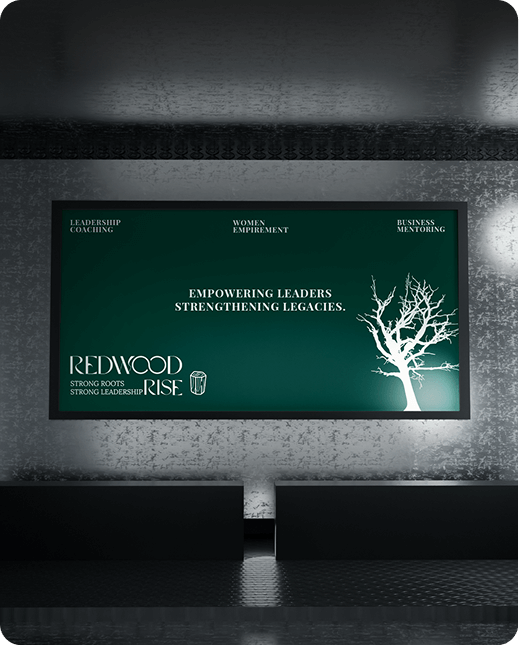 LEADERSHIP
COACHING
WOMEN
EMPIREMENT
BUSINESS
MENTORING
EMPOWERING LEADERS
STRENGTHENING LEGACIES.
REDWOOD
STRONG ROOTS
STRONG LEADERSHIP RISE